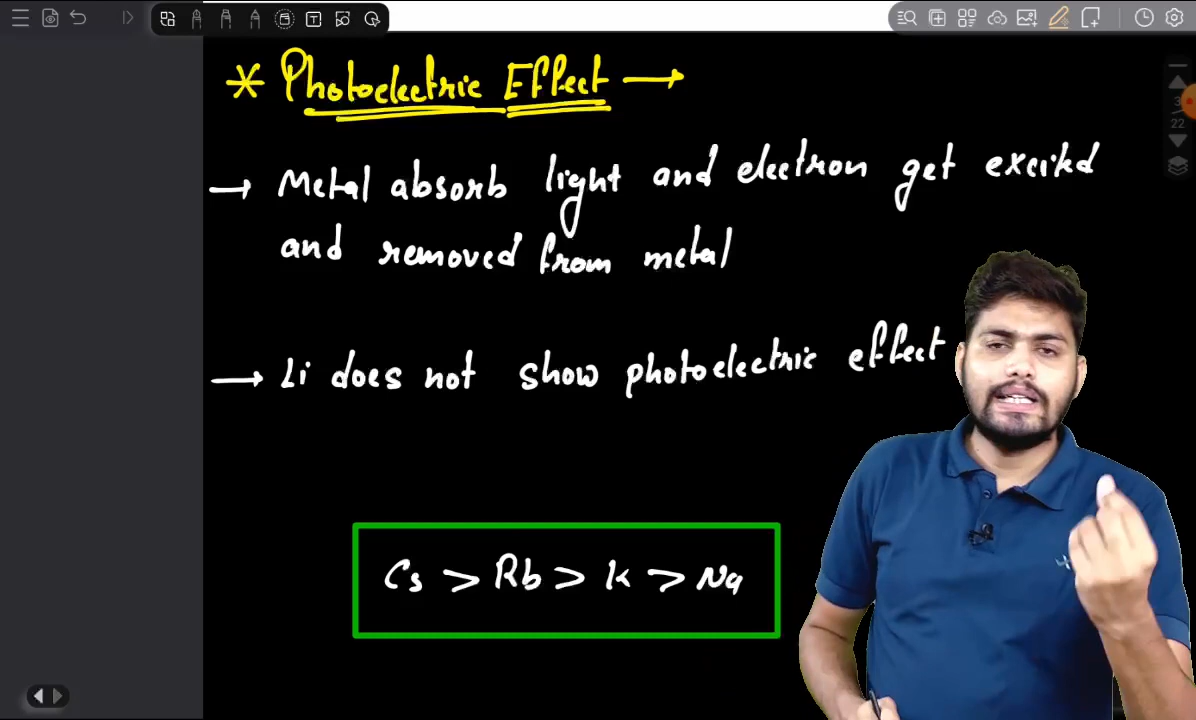 * Photoelectric Effect →
22
→ Metal absorb light and electron get excited
and removed from metal
→ Li does not show photoelectric effect
Cs > Rb > K > Na